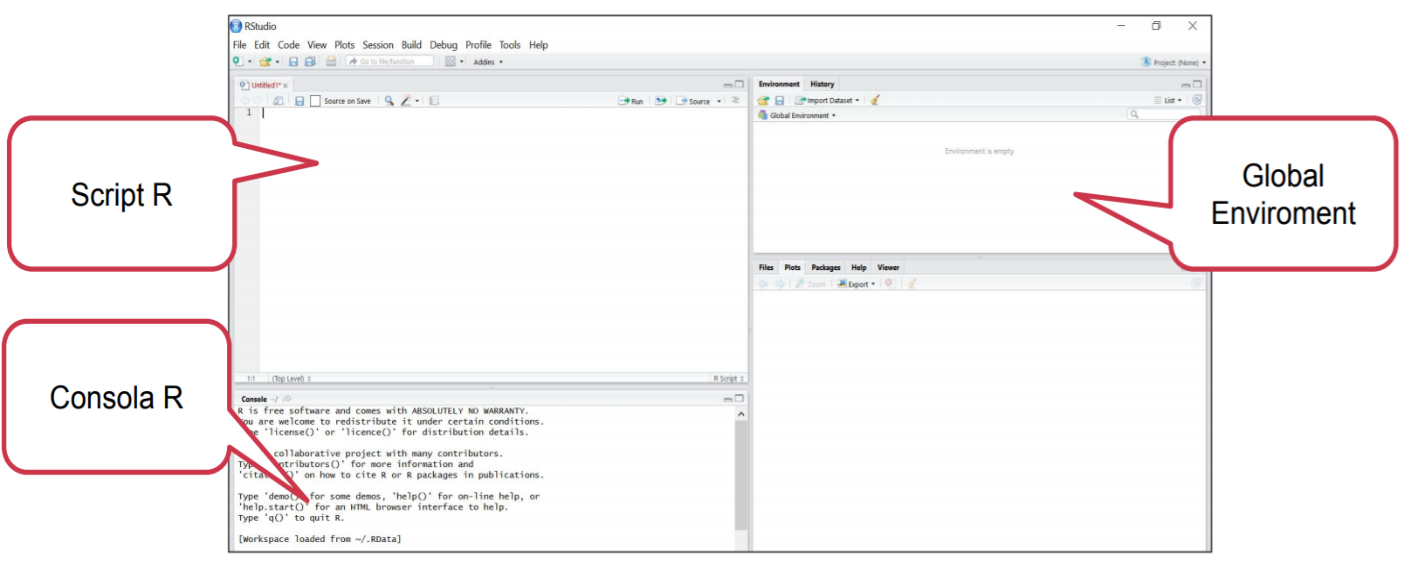 RStudio
File Edit Code View Plots Session Build Debug Profile Tools Help
Go to file/function Addins Project: (None)
Untitled1*
Source on Save Run Source
1
Script R
1:1 (Top Level) R Script
Console ~/
R is free software and comes with ABSOLUTELY NO WARRANTY.
You are welcome to redistribute it under certain conditions.
'license()' or 'licence()' for distribution details.
collaborative project with many contributors.
Type 'contributors()' for more information and
'citation()' on how to cite R or R packages in publications.
Type 'demo()' for some demos, 'help()' for on-line help, or
'help.start()' for an HTML browser interface to help.
Type 'q()' to quit R.
[Workspace loaded from ~/.RData]
Consola R
Environment History
Import Dataset List
Global Environment
Environment is empty
Global
Enviroment
Files Plots Packages Help Viewer
Zoom Export